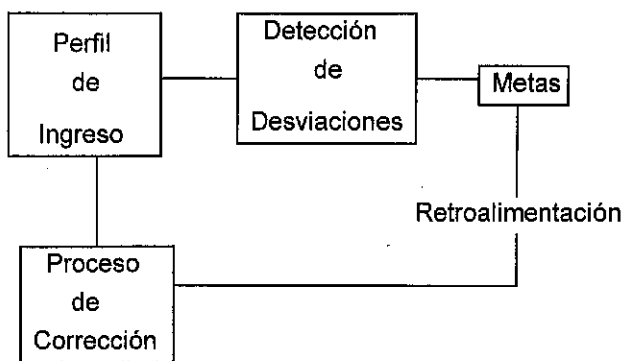 Perfil
de
Ingreso
Detección
de
Desviaciones
Metas
Retroalimentación
Proceso
de
Corrección